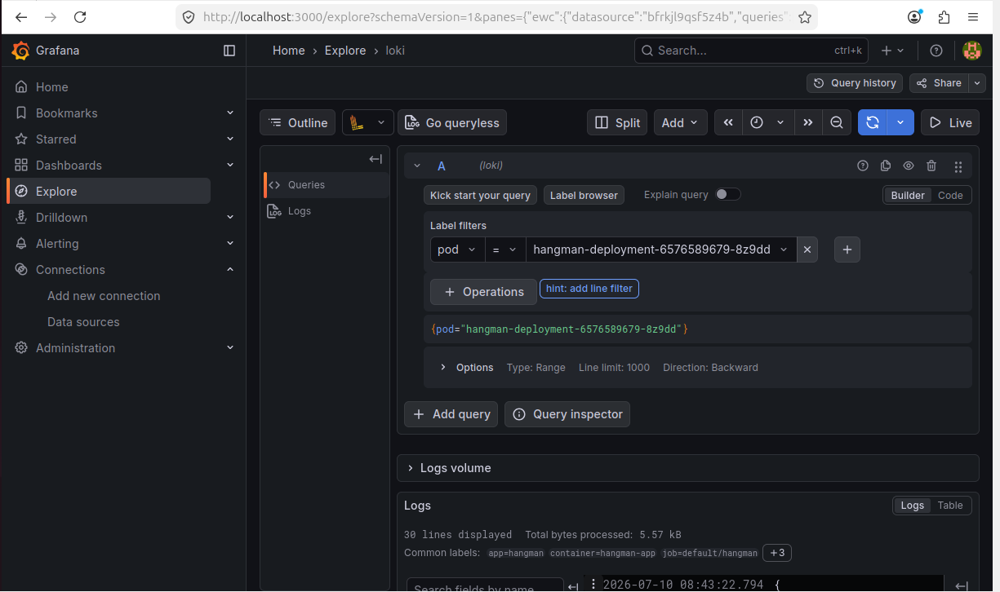 http://localhost:3000/explore?schemaVersion=1&panes={"ewc":{"datasource":"bfrkjl9qsf5z4b","queries"
Grafana
Home › Explore › loki
Search...
ctrl+k
Query history
Share
Home
Bookmarks
Starred
Dashboards
Explore
Drilldown
Alerting
Connections
Add new connection
Data sources
Administration
Outline
LOG Go queryless
Split
Add
Live
Queries
LOG Logs
A (loki)
Kick start your query
Label browser
Explain query
Builder
Code
Label filters
pod = hangman-deployment-6576589679-8z9dd
+ Operations
hint: add line filter
{pod="hangman-deployment-6576589679-8z9dd"}
Options Type: Range Line limit: 1000 Direction: Backward
+ Add query
Query inspector
Logs volume
Logs
Logs Table
30 lines displayed Total bytes processed: 5.57 kB
Common labels: app=hangman container=hangman-app job=default/hangman +3
Search fields by name
2026-07-10 08:43:22.794 {